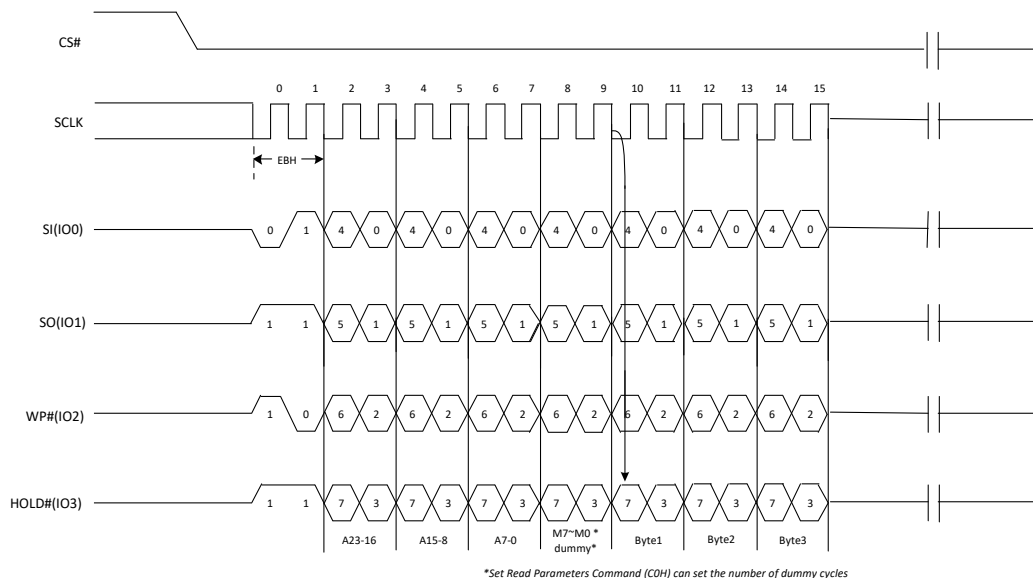 CS#
0 1 2 3 4 5 6 7 8 9 10 11 12 13 14 15
SCLK
EBH
SI(IO0) 0 1 4 0 4 0 4 0 4 0 4 0 4 0 4 0
SO(IO1) 1 1 5 1 5 1 5 1 5 1 5 1 5 1 5 1
WP#(IO2) 1 0 6 2 6 2 6 2 6 2 6 2 6 2 6 2
HOLD#(IO3) 1 1 7 3 7 3 7 3 7 3 7 3 7 3 7 3
A23-16 A15-8 A7-0 M7~M0 * Byte1 Byte2 Byte3
dummy*
*Set Read Parameters Command (C0H) can set the number of dummy cycles